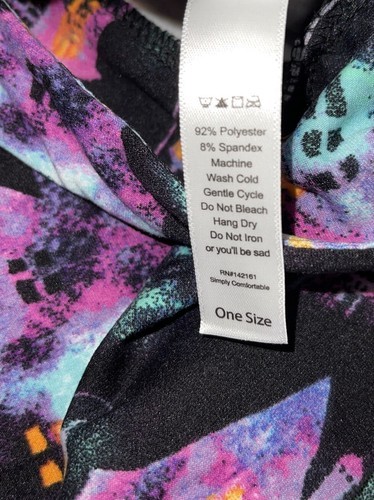 92% Polyester
8% Spandex
Machine
Wash Cold
Gentle Cycle
Do Not Bleach
Hang Dry
Do Not Iron
or you'll be sad
RN#142161
Simply Comfortable
One Size